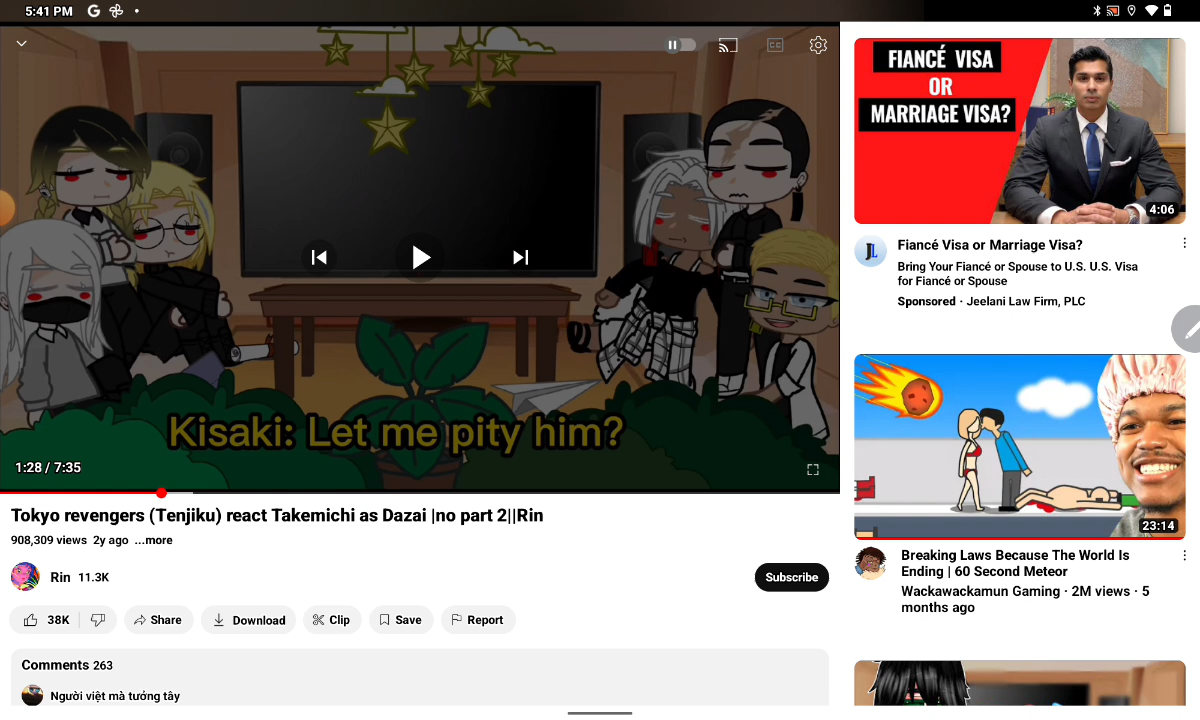 5:41 PM
CC
Kisaki: Let me pity him?
1:28 / 7:35
Tokyo revengers (Tenjiku) react Takemichi as Dazai |no part 2||Rin
908,309 views 2y ago ...more
Rin 11.3K
Subscribe
38K
Share
Download
Clip
Save
Report
Comments 263
Người việt mà tưởng tây
FIANCÉ VISA
OR
MARRIAGE VISA?
4:06
JL
Fiancé Visa or Marriage Visa?
Bring Your Fiancé or Spouse to U.S. U.S. Visa
for Fiancé or Spouse
Sponsored · Jeelani Law Firm, PLC
23:14
Breaking Laws Because The World Is
Ending | 60 Second Meteor
Wackawackamun Gaming · 2M views · 5
months ago